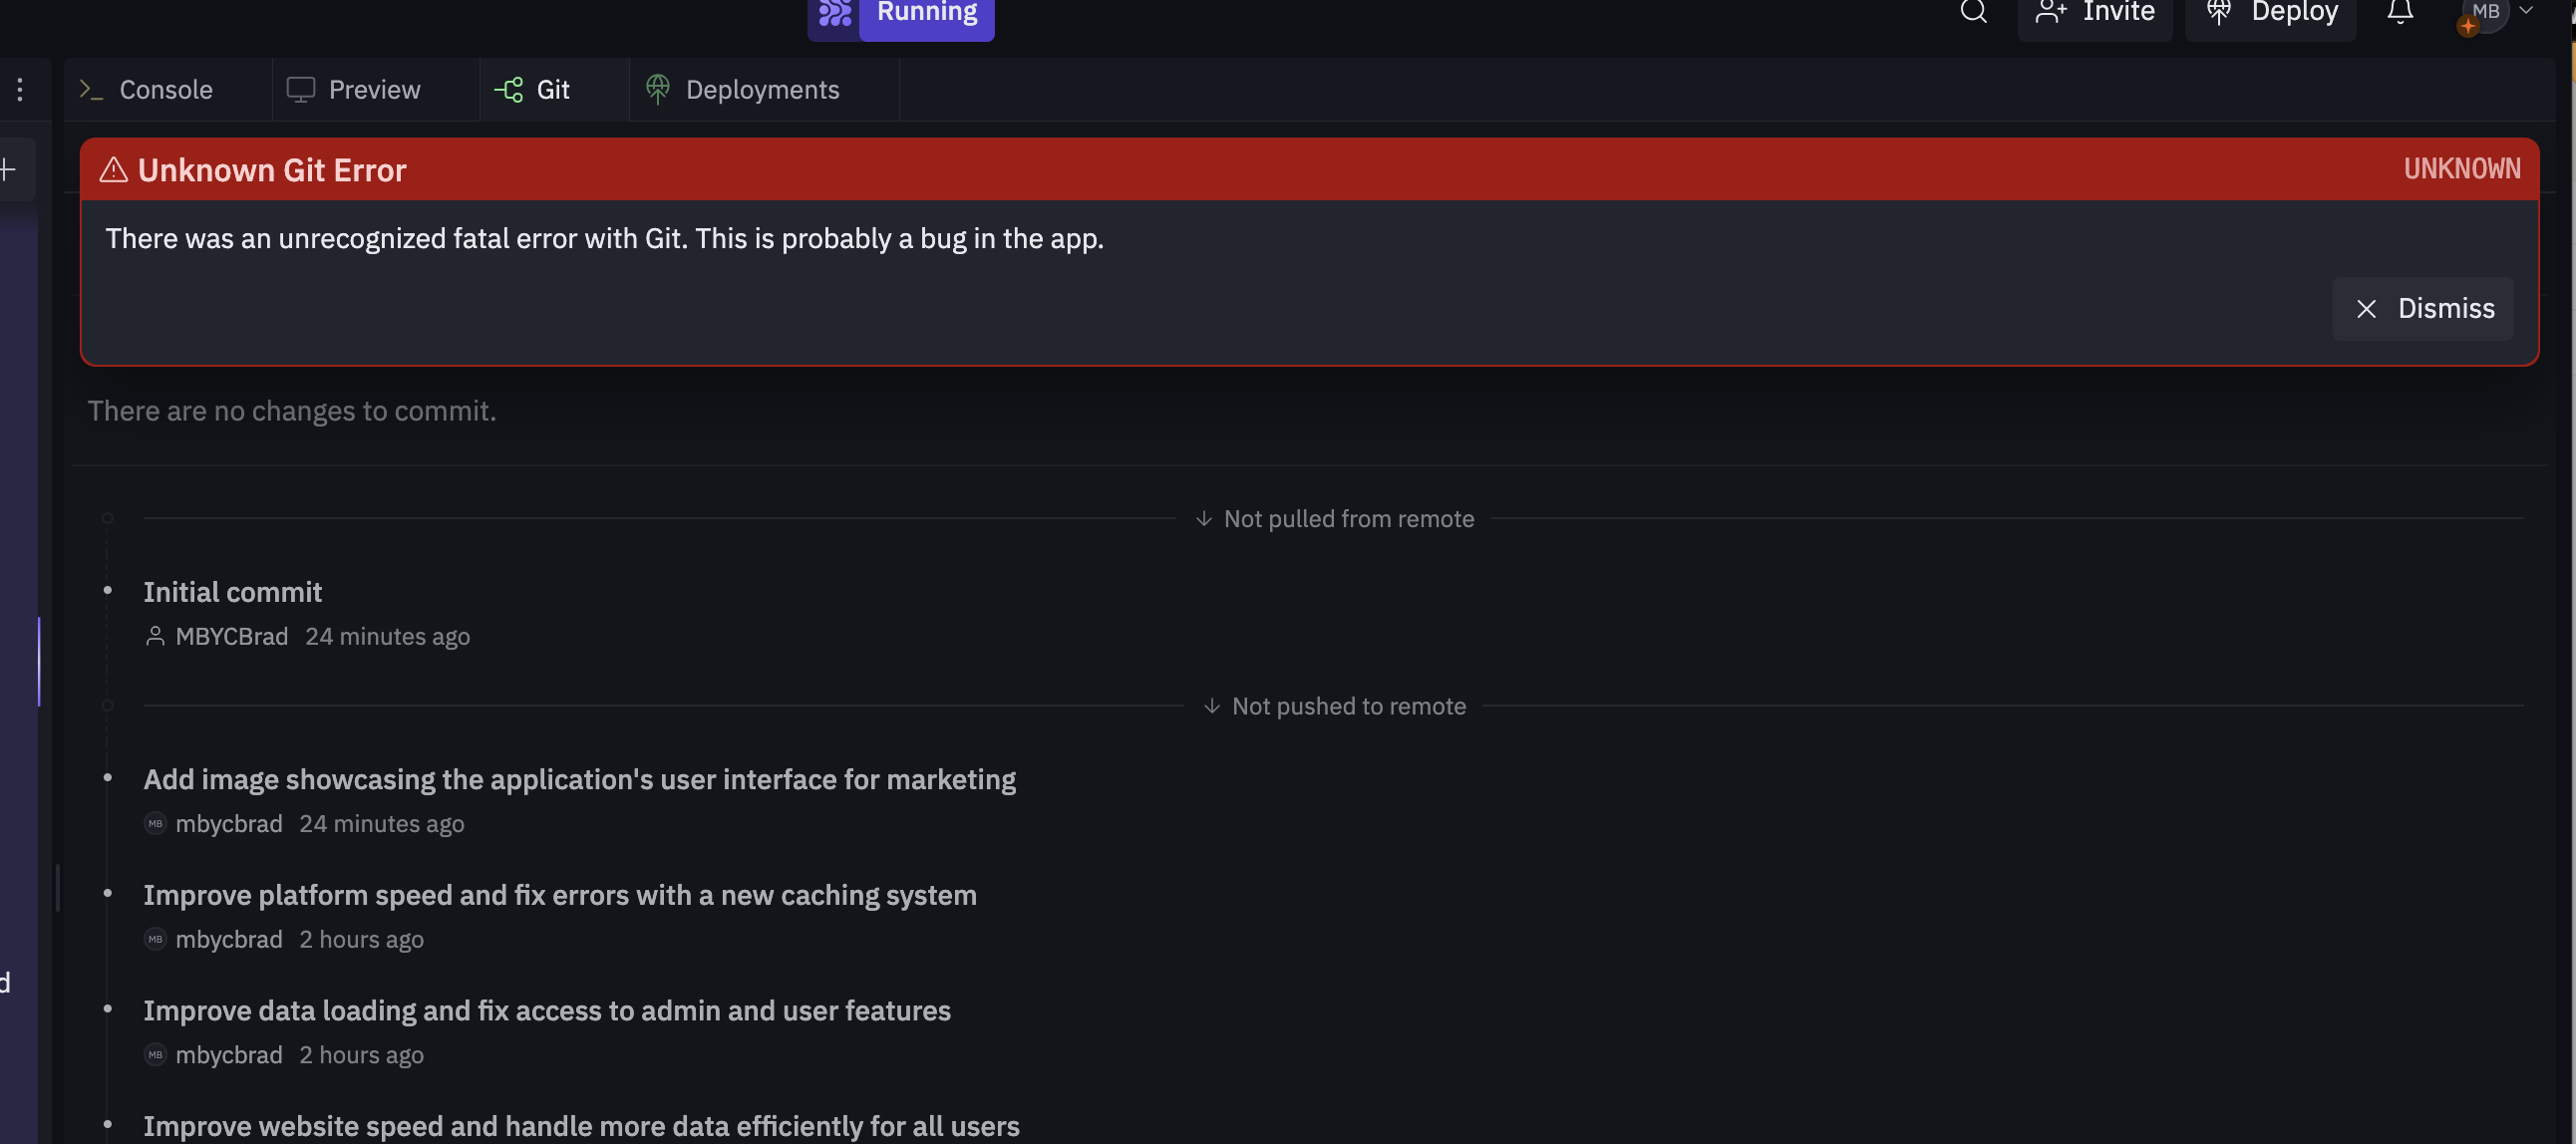 Running
Invite
Deploy
MB
Console
Preview
Git
Deployments
Unknown Git Error
UNKNOWN
There was an unrecognized fatal error with Git. This is probably a bug in the app.
Dismiss
There are no changes to commit.
Not pulled from remote
Initial commit
MBYCBrad 24 minutes ago
Not pushed to remote
Add image showcasing the application's user interface for marketing
MB mbycbrad 24 minutes ago
Improve platform speed and fix errors with a new caching system
MB mbycbrad 2 hours ago
d
Improve data loading and fix access to admin and user features
MB mbycbrad 2 hours ago
Improve website speed and handle more data efficiently for all users